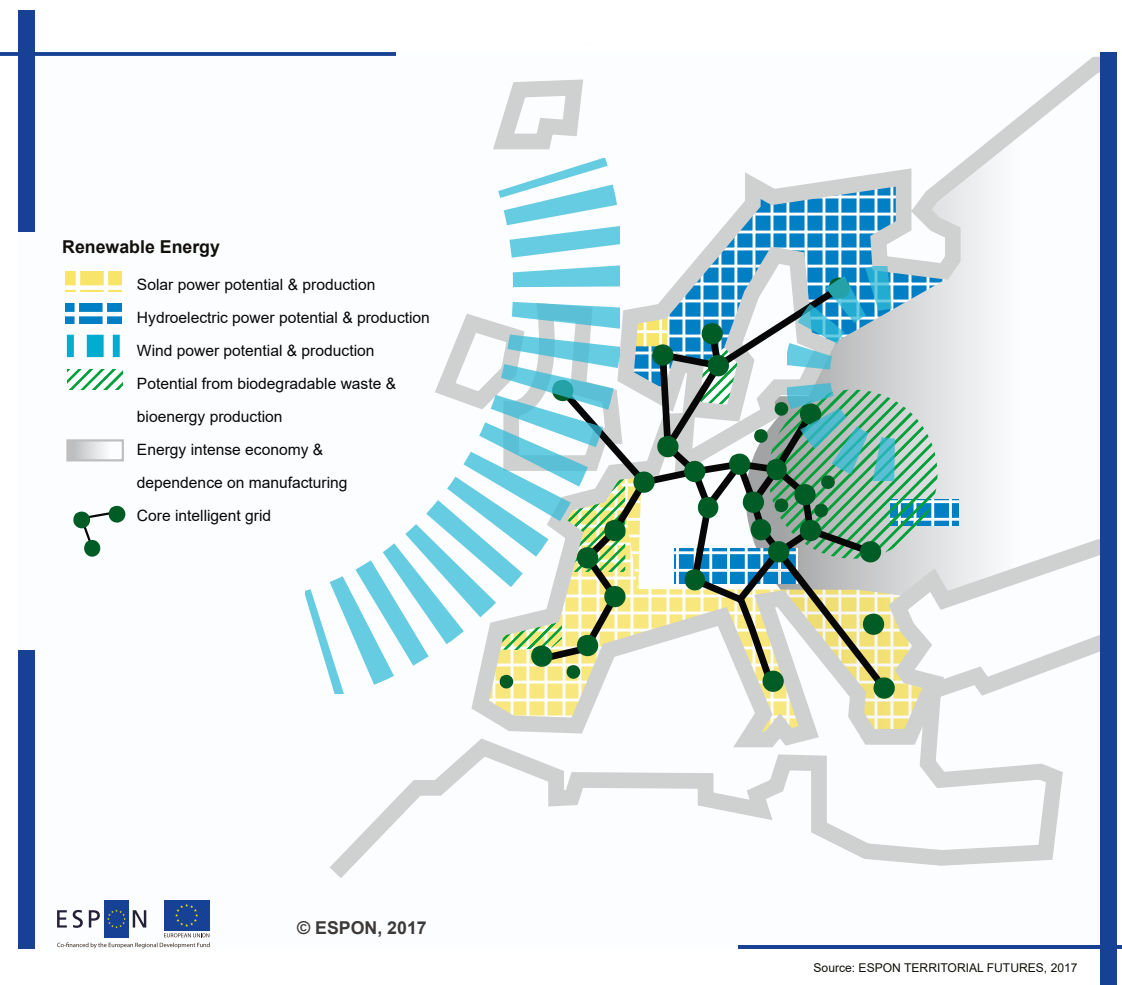 Renewable Energy
Solar power potential & production
Hydroelectric power potential & production
Wind power potential & production
Potential from biodegradable waste &
bioenergy production
Energy intense economy &
dependence on manufacturing
Core intelligent grid
ESPON
EUROPEAN UNION
Co-financed by the European Regional Development Fund
© ESPON, 2017
Source: ESPON TERRITORIAL FUTURES, 2017